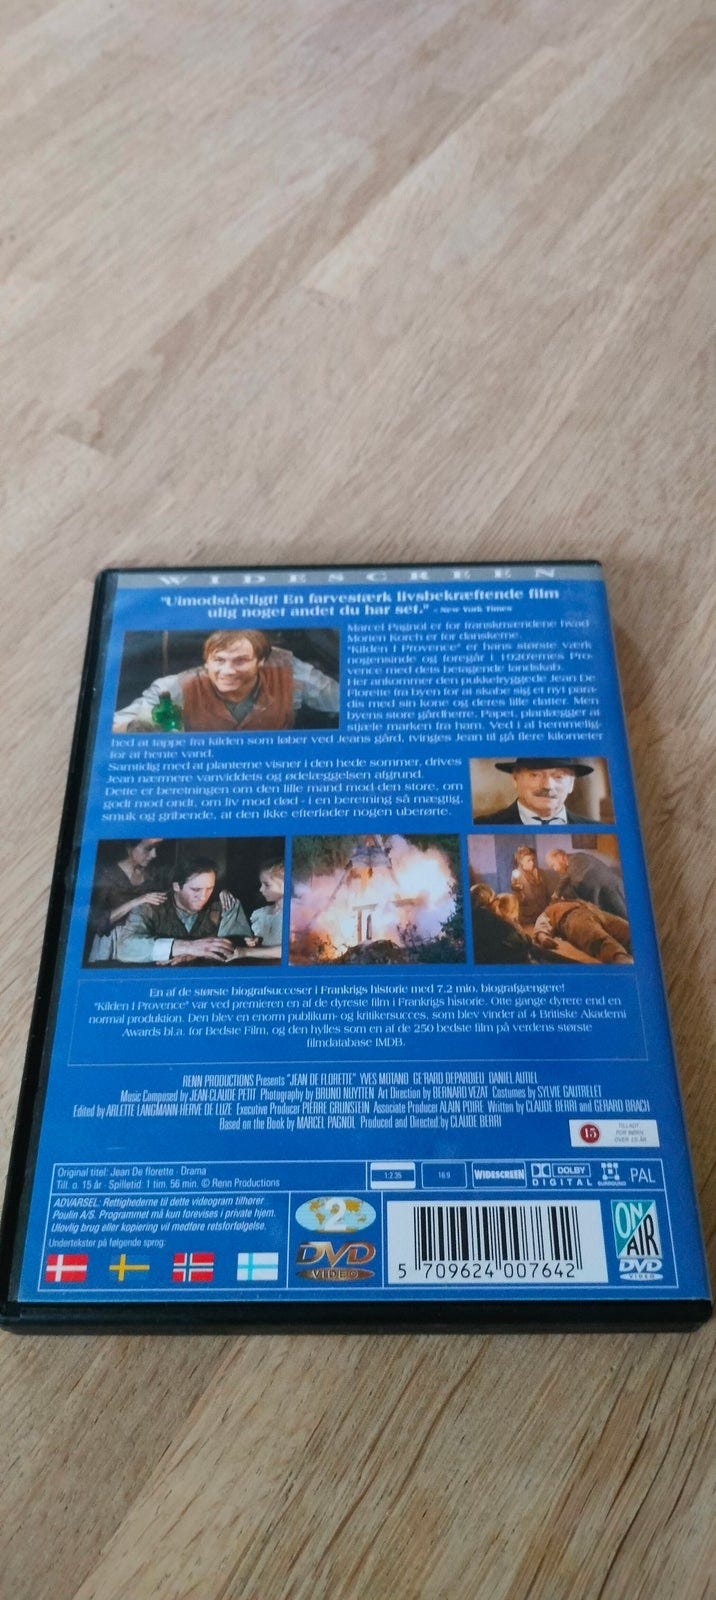 WIDESCREEN
"Uimodståeligt! En farvestærk livsbekræftende film
ulig noget andet du har set." - New York Times
Marcel Pagnol er for franskmændene hvad
Morten Korch er for danskerne.
"Kilden I Provence" er hans største værk
nogensinde og foregår i 1920'ernes Pro-
vence med dets betagende landskab.
Her ankommer den pukkelryggede Jean De
Florette fra byen for at skabe sig et nyt para-
dis med sin kone og deres lille datter. Men
byens store gårdherre, Papet, planlægger at
stjæle marken fra ham. Ved i al hemmelig-
hed at tappe fra kilden som løber ved Jeans gård, tvinges Jean til gå flere kilometer
for at hente vand.
Samtidig med at planterne visner i den hede sommer, drives
Jean nærmere vanviddets og ødelæggelsen afgrund.
Dette er beretningen om den lille mand mod den store, om
godt mod ondt, om liv mod død - i en beretning så mægtig,
smuk og gribende, at den ikke efterlader nogen uberørte.
En af de største biografsucceser i Frankrigs historie med 7.2 mio. biografgængere!
"Kilden I Provence" var ved premieren en af de dyreste film i Frankrigs historie. Otte gange dyrere end en
normal produktion. Den blev en enorm publikum- og kritikersucces, som blev vinder af 4 Britiske Akademi
Awards bl.a. for Bedste Film, og den hylles som en af de 250 bedste film på verdens største
filmdatabase IMDB.
RENN PRODUCTIONS Presents "JEAN DE FLORETTE" YVES MOTAND GE'RARD DEPARDIEU DANIEL AUTIEL
Music Composed by JEAN-CLAUDE PETIT Photography by BRUNO NUYTTEN Art Direction by BERNARD VEZAT Costumes by SYLVIE GAUTRELET
Edited by ARLETTE LANGMANN HERVE DE LUZE Executive Producer PIERRE GRUNSTEIN Associate Producer ALAIN POIRE Written by CLAUDE BERRI and GERARD BRACH
Based on the Book by MARCEL PAGNOL Produced and Directed by CLAUDE BERRI
15
TILLADT
FOR BØRN
OVER 15 ÅR
Original titel: Jean De florette · Drama
Till. o. 15 år · Spilletid: 1 tim. 56 min. © Renn Productions
1:2.35
16:9
WIDESCREEN
DOLBY
DIGITAL
SURROUND
PAL
ADVARSEL: Rettighederne til dette videogram tilhører
Poulin A/S. Programmet må kun forevises i private hjem.
Ulovlig brug eller kopiering vil medføre retsforfølgelse.
Undertekster på følgende sprog:
2
DVD
VIDEO
5 709624 007642
ON
AIR
DVD
VIDEO